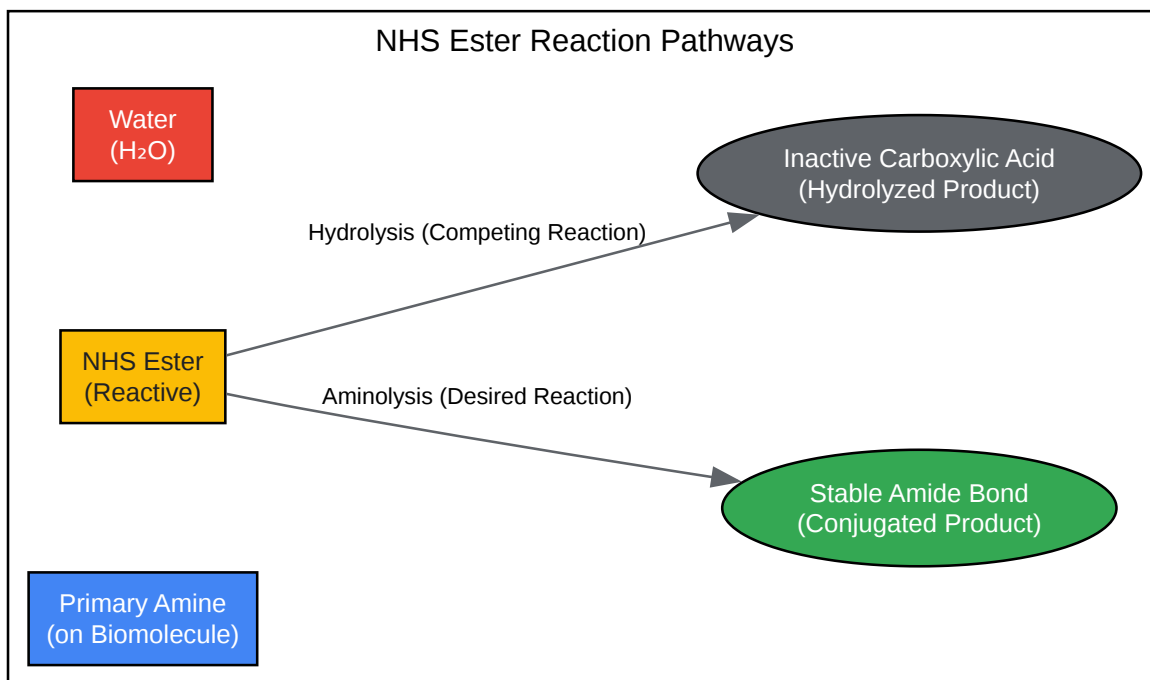 NHS Ester Reaction Pathways
Water
(H₂O)
Inactive Carboxylic Acid
(Hydrolyzed Product)
Hydrolysis (Competing Reaction)
NHS Ester
(Reactive)
Aminolysis (Desired Reaction)
Stable Amide Bond
(Conjugated Product)
Primary Amine
(on Biomolecule)